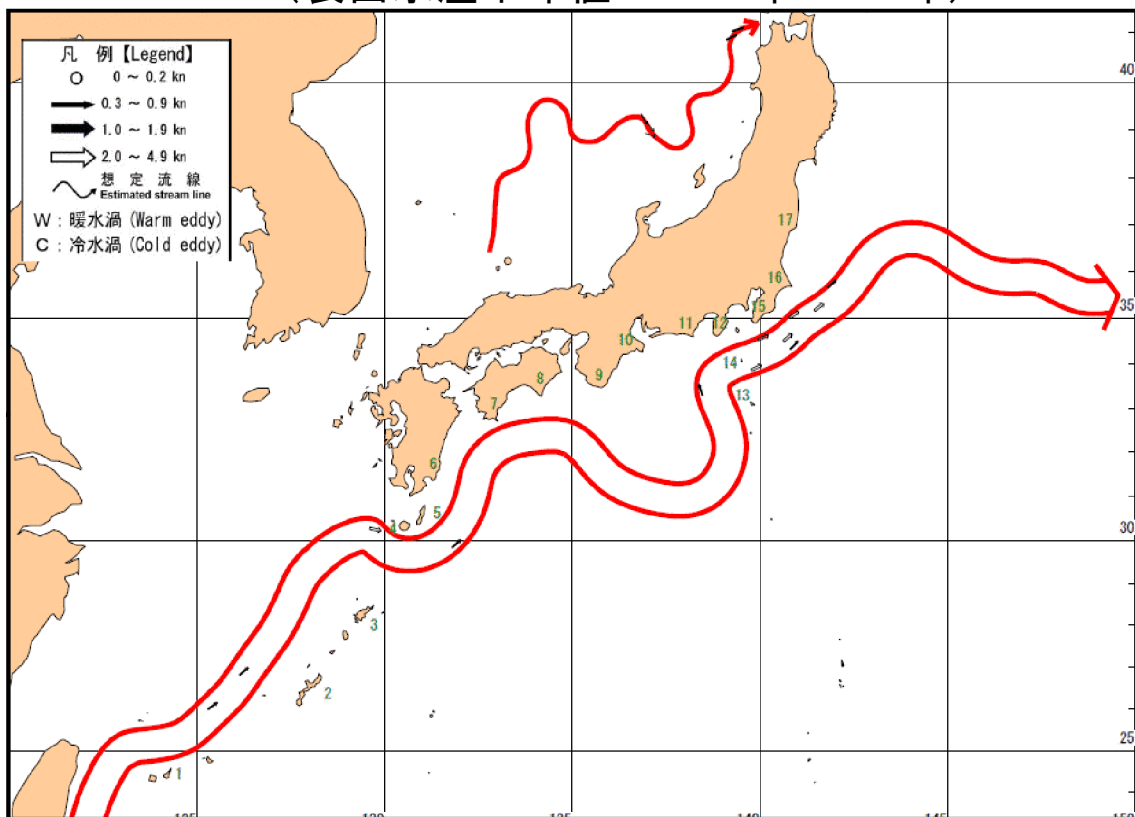 凡 例【Legend】
0 ～ 0.2 kn
0.3 ～ 0.9 kn
1.0 ～ 1.9 kn
2.0 ～ 4.9 kn
想 定 流 線
Estimated stream line
W : 暖水渦 (Warm eddy)
C : 冷水渦 (Cold eddy)
40
17
16
15
35
14
13
12
11
10
9
8
7
6
5
4
30
3
2
25
1
130
135
140
145
150